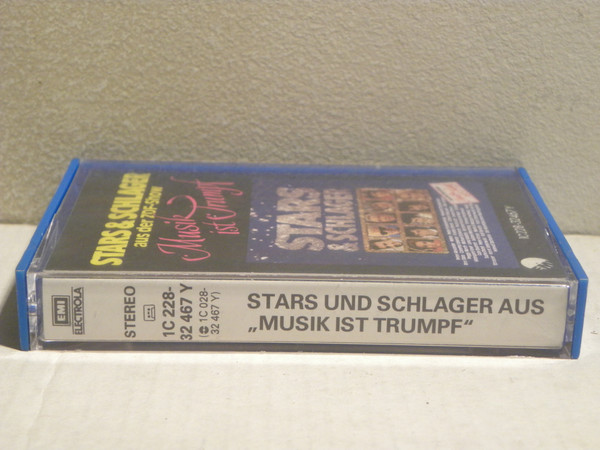 STARS & SCHLAGER
aus der ZDF-Show
Musik
ist Trumpf
STARS
& SCHLAGER
EMI
ELECTROLA
STEREO
1C 228-
32 467 Y
1C 028-
32 467 Y)
STARS UND SCHLAGER AUS
„MUSIK IST TRUMPF“